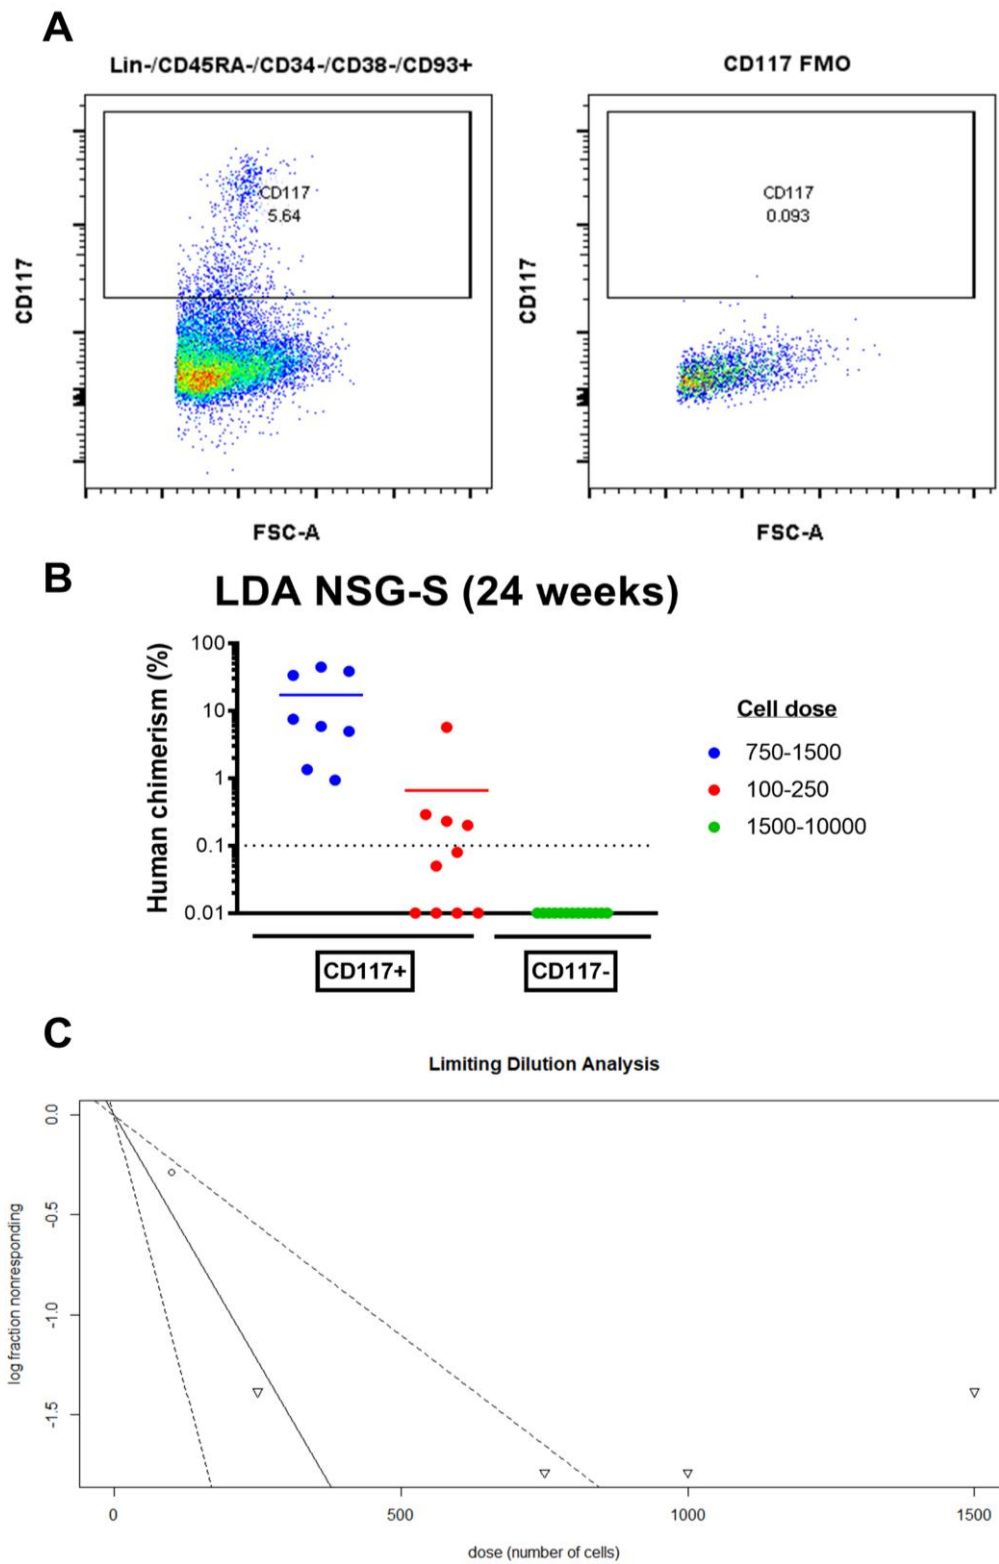 A
Lin-/CD45RA-/CD34-/CD38-/CD93+
CD117 FMO
CD117
CD117
5.64
CD117
CD117
0.093
FSC-A
FSC-A
B
LDA NSG-S (24 weeks)
Human chimerism (%)
100
10
1
0.1
0.01
CD117+
CD117-
Cell dose
750-1500
100-250
1500-10000
C
Limiting Dilution Analysis
log fraction nonresponding
0.0
-0.5
-1.0
-1.5
0
500
1000
1500
dose (number of cells)